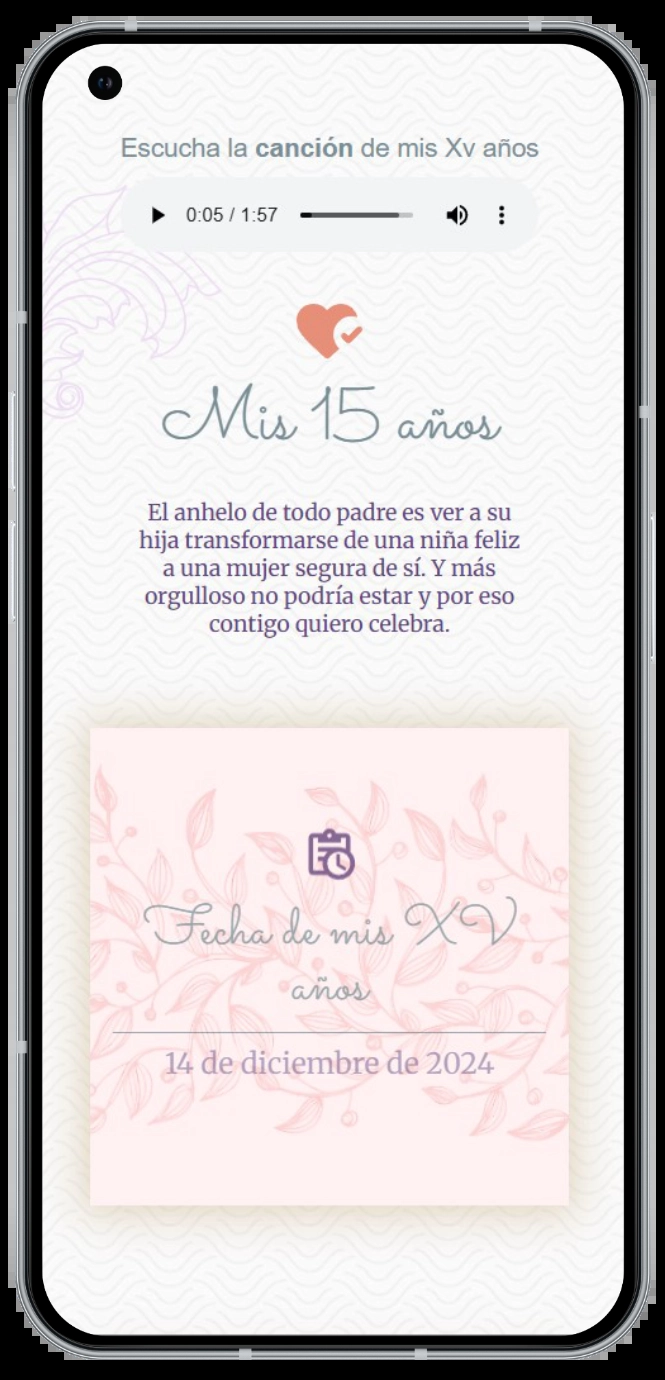 Escucha la canción de mis Xv años
0:05 / 1:57
Mis 15 años
El anhelo de todo padre es ver a su
hija transformarse de una niña feliz
a una mujer segura de sí. Y más
orgulloso no podría estar y por eso
contigo quiero celebra.
Fecha de mis XV
años
14 de diciembre de 2024